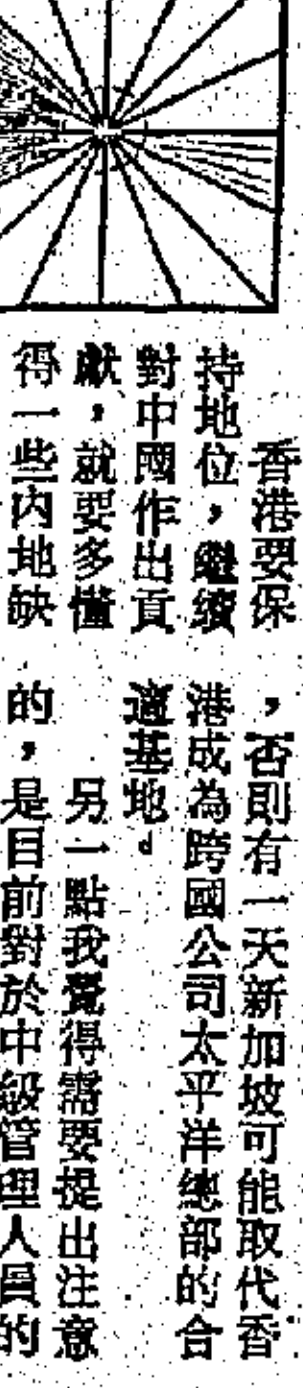 香港要保
持地位，繼續
對中國作出貢
獻，就要多懂
得一些內地缺
，否則有一天新加坡可能取代香
港成為跨國公司太平洋總部的合
適基地。
另一點我覺得需要提出注意
的，是目前對於中級管理人員的